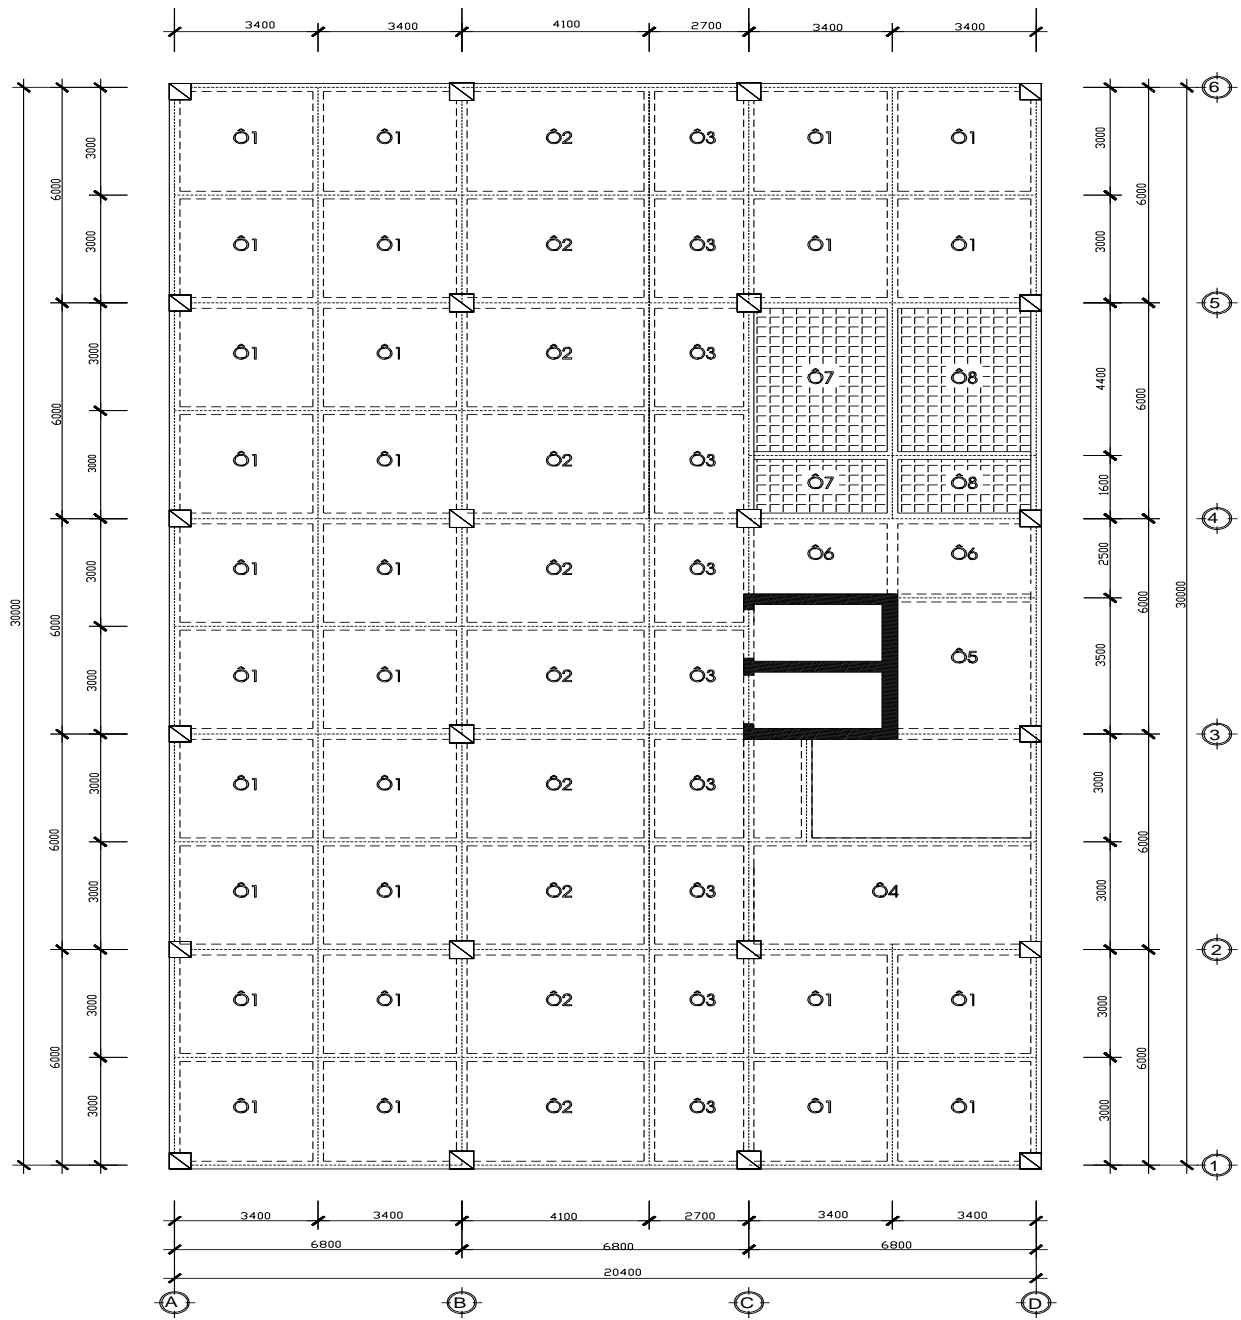 3400 3400 4100 2700 3400 3400
6
3000 Ô1 Ô1 Ô2 Ô3 Ô1 Ô1 3000
6000 6000
3000 Ô1 Ô1 Ô2 Ô3 Ô1 Ô1 3000
5
3000 Ô1 Ô1 Ô2 Ô3 Ô7 Ô8 4400
6000 6000
3000 Ô1 Ô1 Ô2 Ô3 Ô7 Ô8 1600
4
3000 Ô1 Ô1 Ô2 Ô3 Ô6 Ô6 2500
30000 6000 6000 30000
3000 Ô1 Ô1 Ô2 Ô3 Ô5 3500
3
3000 Ô1 Ô1 Ô2 Ô3 3000
6000 6000
3000 Ô1 Ô1 Ô2 Ô3 Ô4 3000
2
3000 Ô1 Ô1 Ô2 Ô3 Ô1 Ô1 3000
6000 6000
3000 Ô1 Ô1 Ô2 Ô3 Ô1 Ô1 3000
1
3400 3400 4100 2700 3400 3400
6800 6800 6800
20400
A B C D